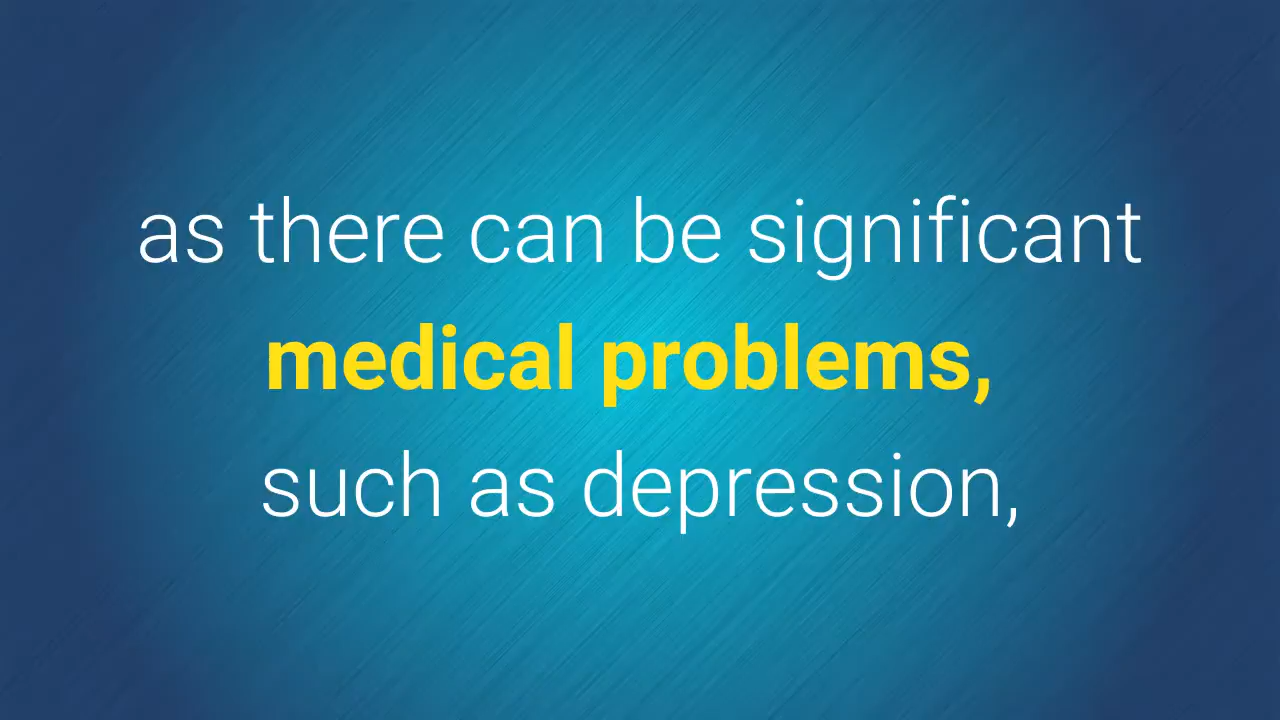 as there can be significant
medical problems,
such as depression,